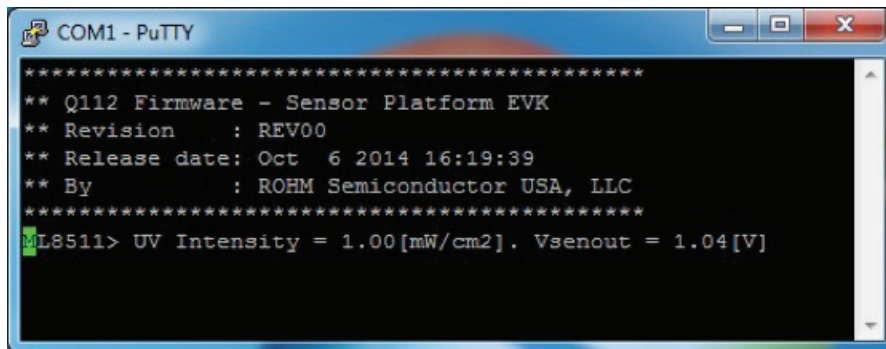 COM1 - PuTTY
*********************************************
** Q112 Firmware - Sensor Platform EVK
** Revision    : REV00
** Release date: Oct  6 2014 16:19:39
** By          : ROHM Semiconductor USA, LLC
*********************************************
ML8511> UV Intensity = 1.00[mW/cm2]. Vsenout = 1.04[V]